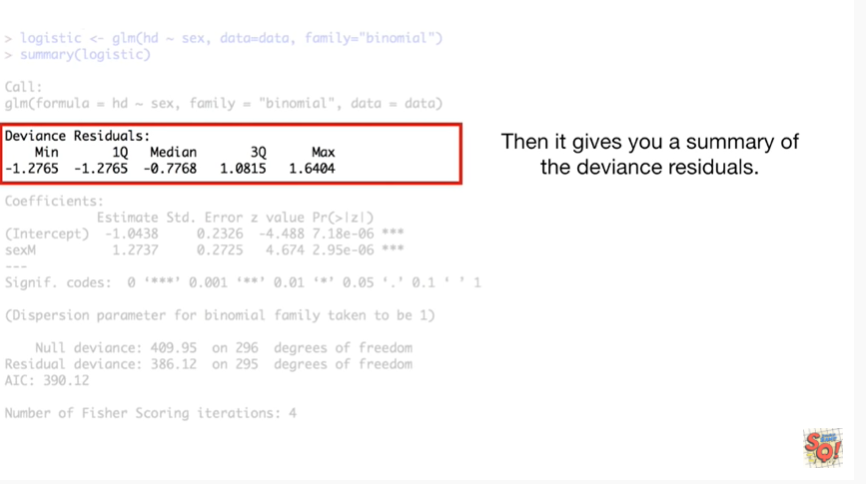 > logistic <- glm(hd ~ sex, data=data, family="binomial")
> summary(logistic)
Call:
glm(formula = hd ~ sex, family = "binomial", data = data)
Deviance Residuals:
Min 1Q Median 3Q Max
-1.2765 -1.2765 -0.7768 1.0815 1.6404
Then it gives you a summary of
the deviance residuals.
Coefficients:
Estimate Std. Error z value Pr(>|z|)
(Intercept) -1.0438 0.2326 -4.488 7.18e-06 ***
sexM 1.2737 0.2725 4.674 2.95e-06 ***
---
Signif. codes: 0 ‘***’ 0.001 ‘**’ 0.01 ‘*’ 0.05 ‘.’ 0.1 ‘ ’ 1
(Dispersion parameter for binomial family taken to be 1)
Null deviance: 409.95 on 296 degrees of freedom
Residual deviance: 386.12 on 295 degrees of freedom
AIC: 390.12
Number of Fisher Scoring iterations: 4
SQ!